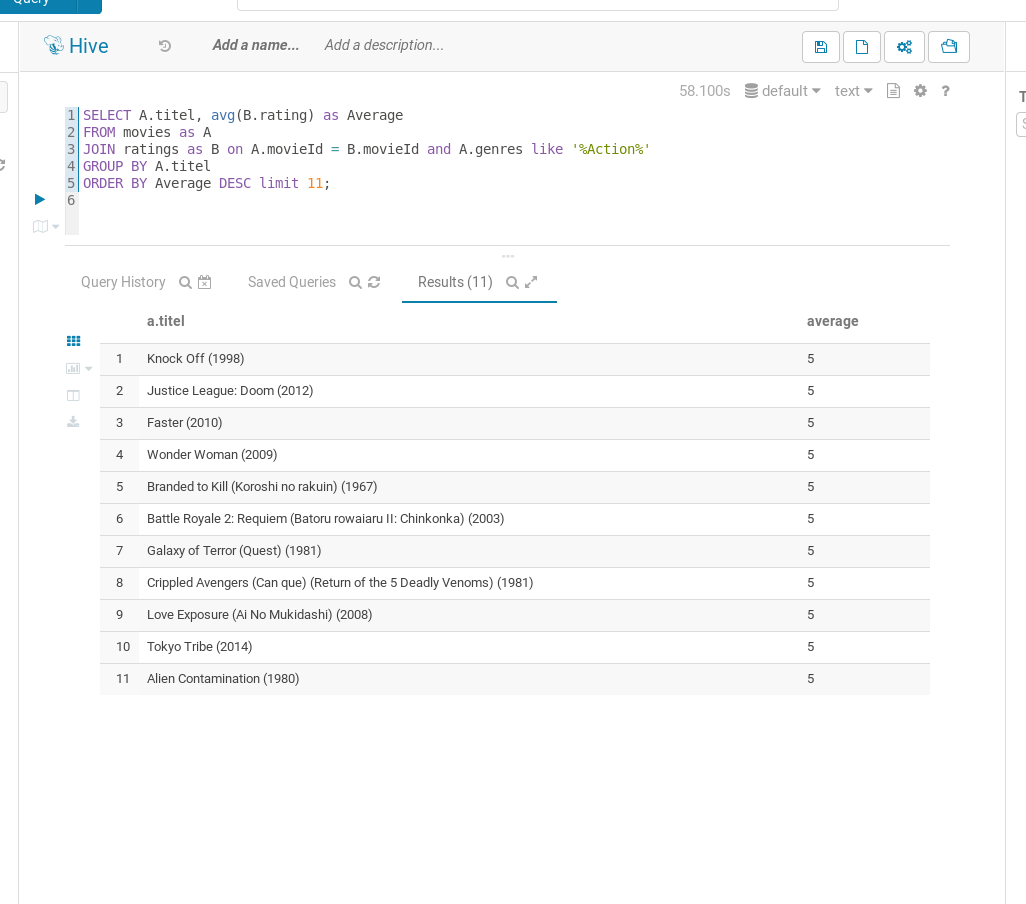 Query
Hive
Add a name...
Add a description...
58.100s
default
text
?
1 SELECT A.titel, avg(B.rating) as Average
2 FROM movies as A
3 JOIN ratings as B on A.movieId = B.movieId and A.genres like '%Action%'
4 GROUP BY A.titel
5 ORDER BY Average DESC limit 11;
6
Query History
Saved Queries
Results (11)
a.titel average
1 Knock Off (1998) 5
2 Justice League: Doom (2012) 5
3 Faster (2010) 5
4 Wonder Woman (2009) 5
5 Branded to Kill (Koroshi no rakuin) (1967) 5
6 Battle Royale 2: Requiem (Batoru rowaiaru II: Chinkonka) (2003) 5
7 Galaxy of Terror (Quest) (1981) 5
8 Crippled Avengers (Can que) (Return of the 5 Deadly Venoms) (1981) 5
9 Love Exposure (Ai No Mukidashi) (2008) 5
10 Tokyo Tribe (2014) 5
11 Alien Contamination (1980) 5